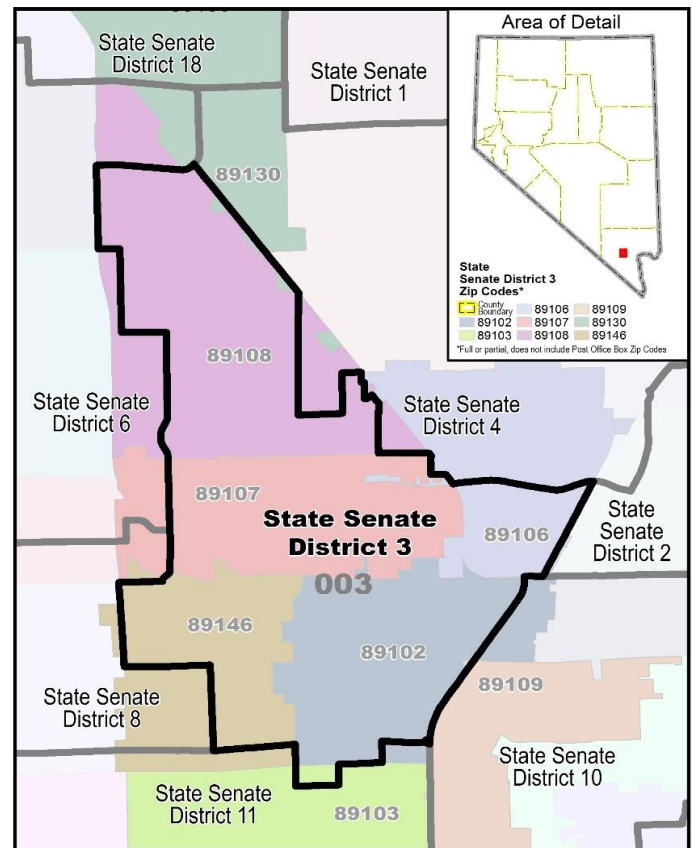 State Senate
District 18
State Senate
District 1
89130
89108
State Senate
District 6
State Senate
District 4
89107
State Senate
District 3
89106
State
Senate
District 2
003
89146
89102
89109
State Senate
District 8
State Senate
District 10
State Senate
District 11
89103
Area of Detail
State
Senate District 3
Zip Codes*
County
Boundary
89102
89103
89106
89107
89108
89109
89130
89146
*Full or partial, does not include Post Office Box Zip Codes